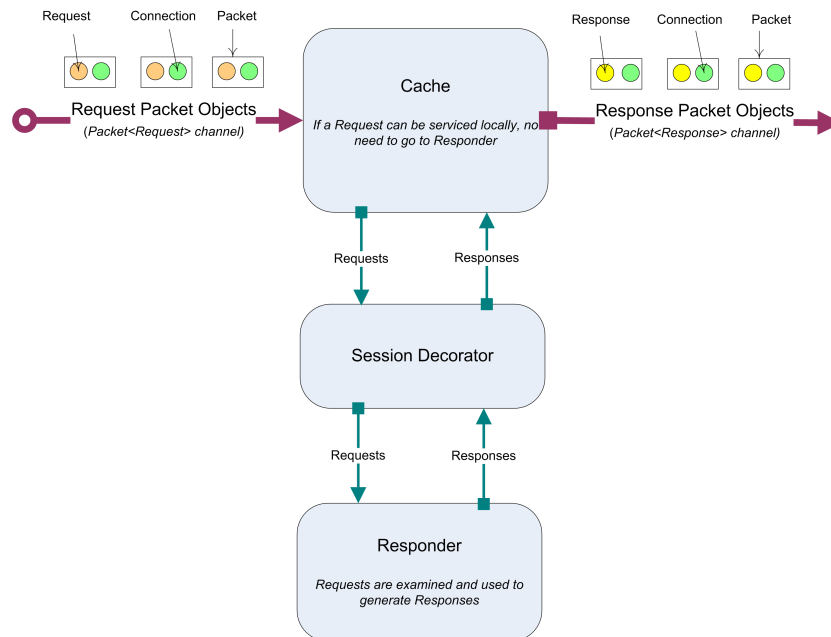 Request
Connection
Packet
Response
Connection
Packet
Cache
Request Packet Objects
(Packet<Request> channel)
If a Request can be serviced locally, no
need to go to Responder
Response Packet Objects
(Packet<Response> channel)
Requests
Responses
Session Decorator
Requests
Responses
Responder
Requests are examined and used to
generate Responses